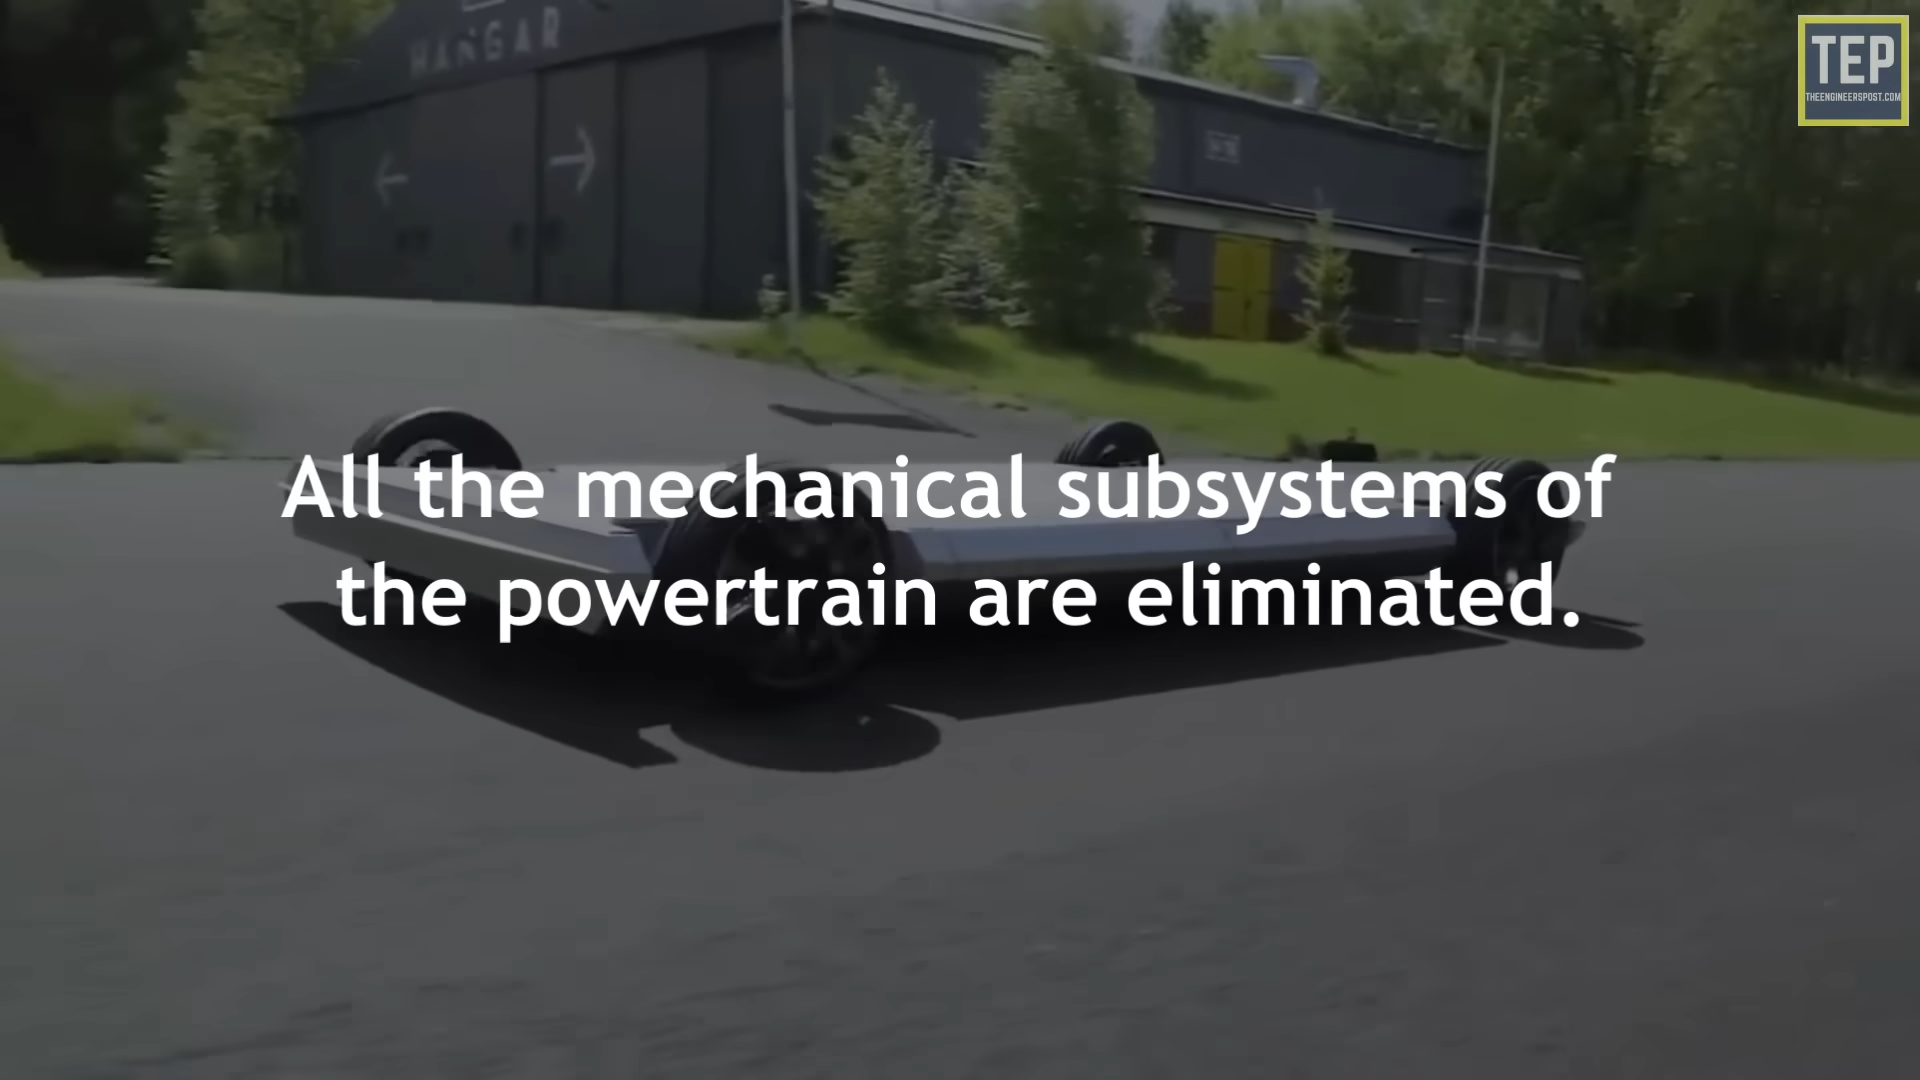 HANGAR
TEP
THEENGINEERSPOST.COM
All the mechanical subsystems of
the powertrain are eliminated.